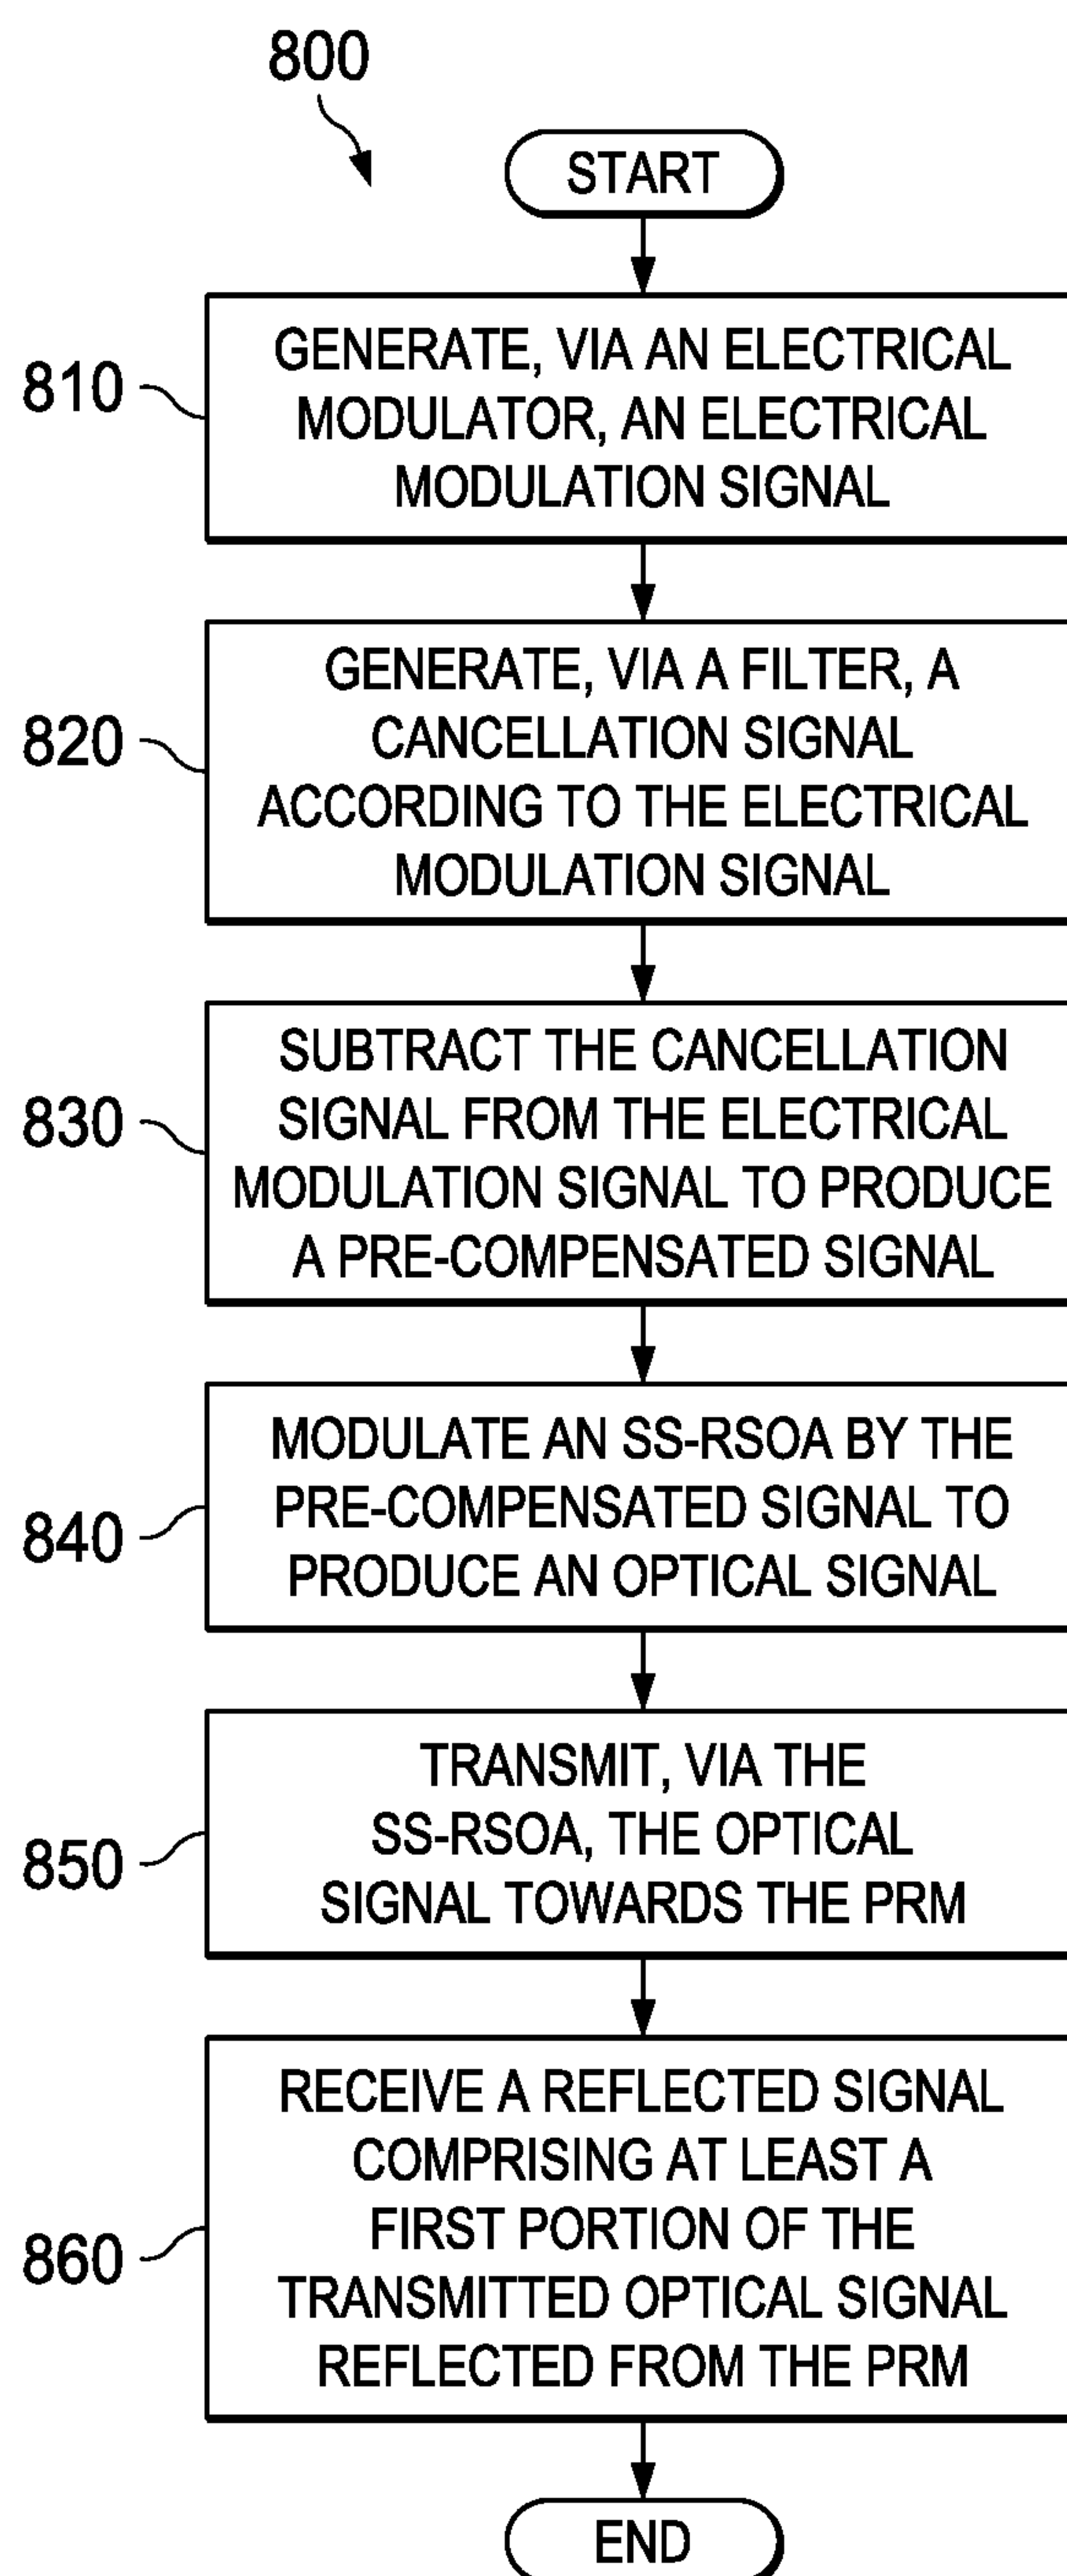 800
START
810
GENERATE, VIA AN ELECTRICAL
MODULATOR, AN ELECTRICAL
MODULATION SIGNAL
820
GENERATE, VIA A FILTER, A
CANCELLATION SIGNAL
ACCORDING TO THE ELECTRICAL
MODULATION SIGNAL
830
SUBTRACT THE CANCELLATION
SIGNAL FROM THE ELECTRICAL
MODULATION SIGNAL TO PRODUCE
A PRE-COMPENSATED SIGNAL
840
MODULATE AN SS-RSOA BY THE
PRE-COMPENSATED SIGNAL TO
PRODUCE AN OPTICAL SIGNAL
850
TRANSMIT, VIA THE
SS-RSOA, THE OPTICAL
SIGNAL TOWARDS THE PRM
860
RECEIVE A REFLECTED SIGNAL
COMPRISING AT LEAST A
FIRST PORTION OF THE
TRANSMITTED OPTICAL SIGNAL
REFLECTED FROM THE PRM
END